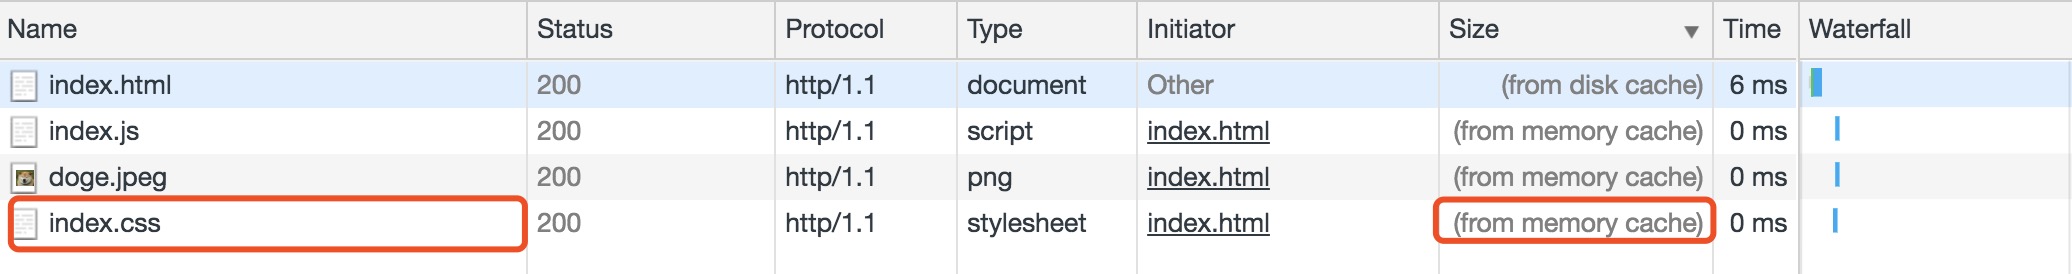 Name Status Protocol Type Initiator Size ▼ Time Waterfall
index.html 200 http/1.1 document Other (from disk cache) 6 ms
index.js 200 http/1.1 script index.html (from memory cache) 0 ms
doge.jpeg 200 http/1.1 png index.html (from memory cache) 0 ms
index.css 200 http/1.1 stylesheet index.html (from memory cache) 0 ms